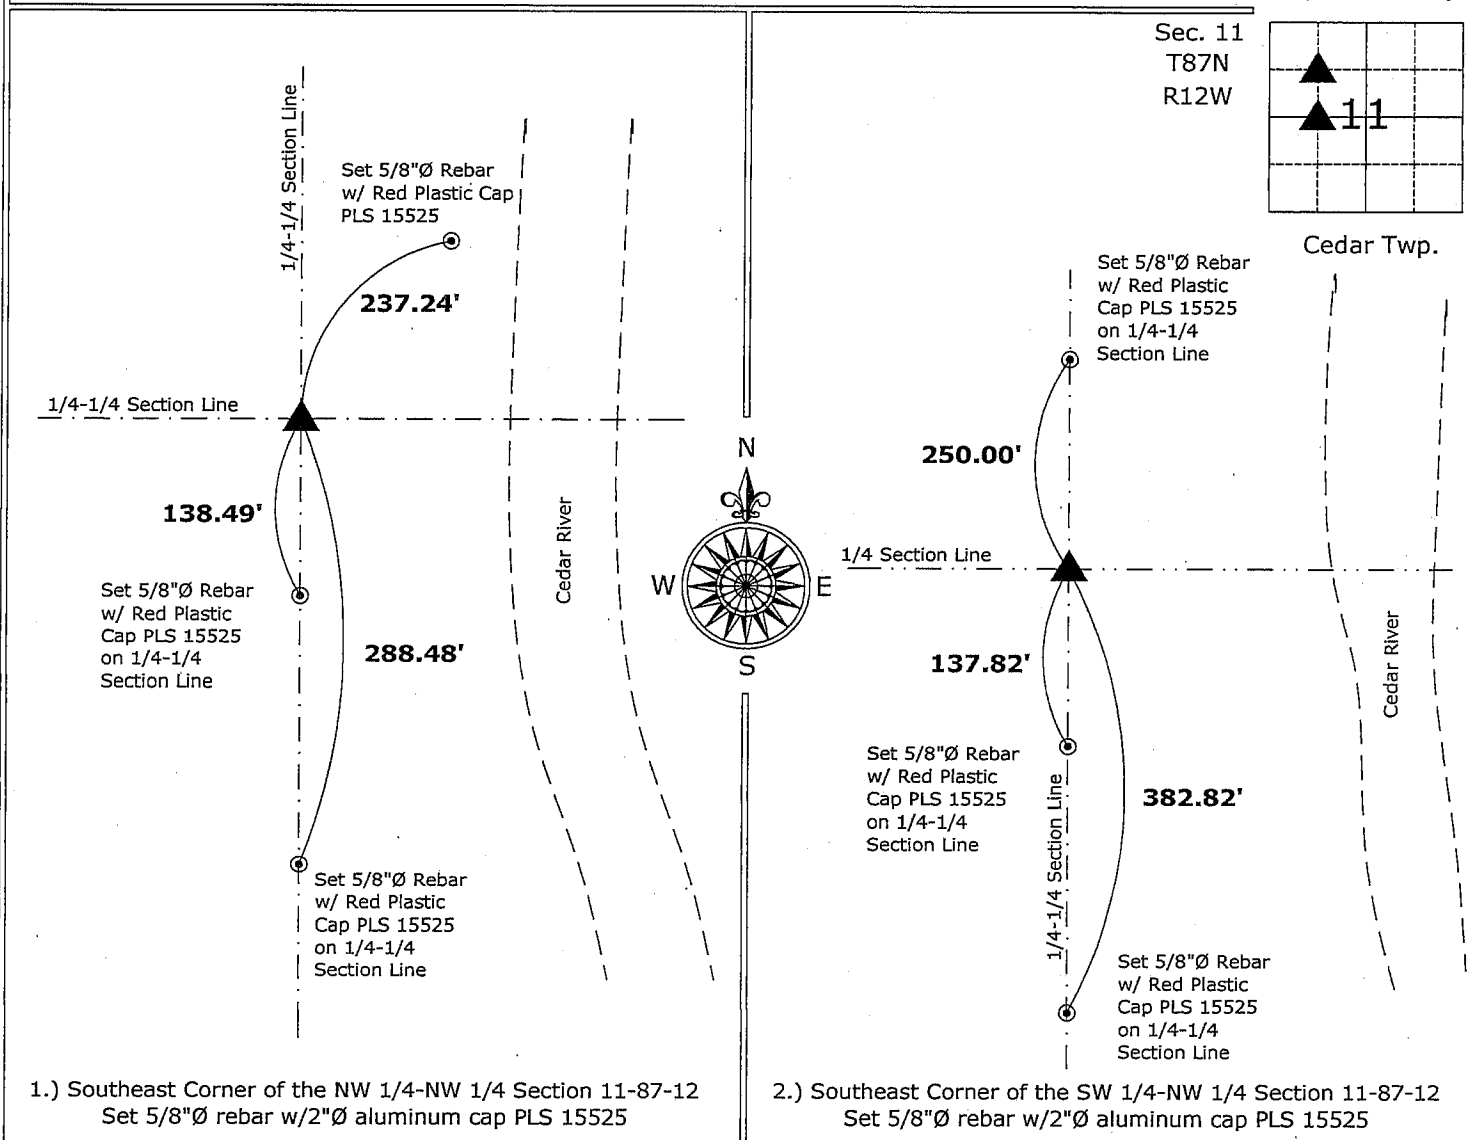 Sec. 11
T87N
R12W
11
Cedar Twp.
1/4-1/4 Section Line
Set 5/8"Ø Rebar
w/ Red Plastic Cap
PLS 15525
237.24'
1/4-1/4 Section Line
138.49'
Set 5/8"Ø Rebar
w/ Red Plastic
Cap PLS 15525
on 1/4-1/4
Section Line
288.48'
Cedar River
Set 5/8"Ø Rebar
w/ Red Plastic
Cap PLS 15525
on 1/4-1/4
Section Line
1.) Southeast Corner of the NW 1/4-NW 1/4 Section 11-87-12
Set 5/8"Ø rebar w/2"Ø aluminum cap PLS 15525
N
W
E
S
Set 5/8"Ø Rebar
w/ Red Plastic
Cap PLS 15525
on 1/4-1/4
Section Line
250.00'
1/4 Section Line
137.82'
Set 5/8"Ø Rebar
w/ Red Plastic
Cap PLS 15525
on 1/4-1/4
Section Line
1/4-1/4 Section Line
382.82'
Cedar River
Set 5/8"Ø Rebar
w/ Red Plastic
Cap PLS 15525
on 1/4-1/4
Section Line
2.) Southeast Corner of the SW 1/4-NW 1/4 Section 11-87-12
Set 5/8"Ø rebar w/2"Ø aluminum cap PLS 15525